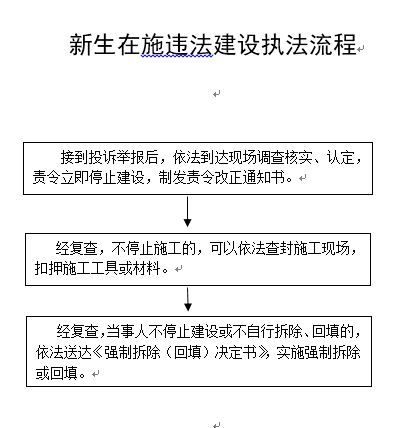 新生在施违法建设执法流程
接到投诉举报后，依法到达现场调查核实、认定，
责令立即停止建设，制发责令改正通知书。
经复查，不停止施工的，可以依法查封施工现场，
扣押施工工具或材料。
经复查，当事人不停止建设或不自行拆除、回填的，
依法送达《强制拆除（回填）决定书》，实施强制拆除
或回填。